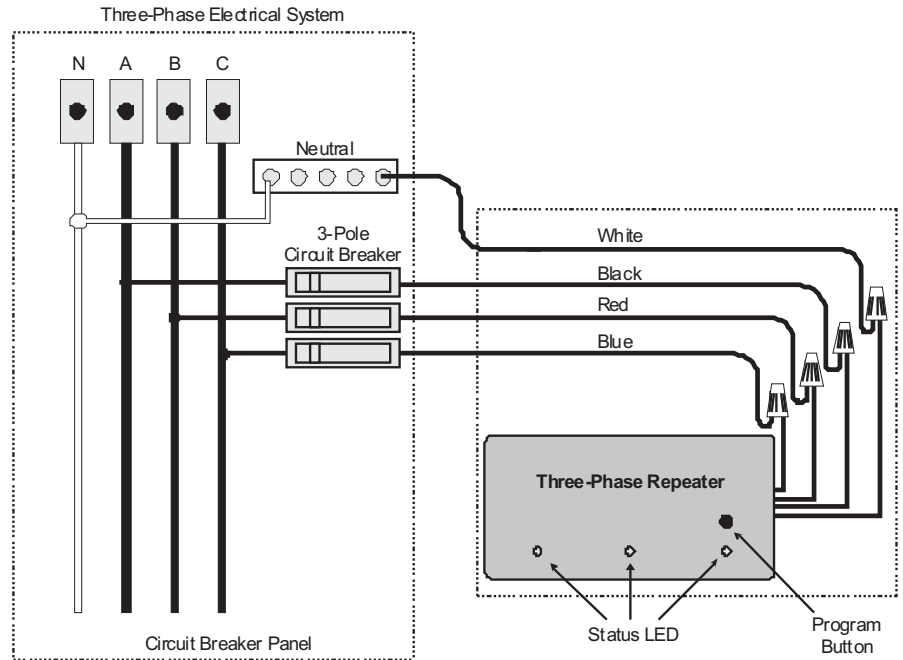 Three-Phase Electrical System
N A B C
Neutral
3-Pole
Circuit Breaker
White
Black
Red
Blue
Three-Phase Repeater
Status LED
Program
Button
Circuit Breaker Panel